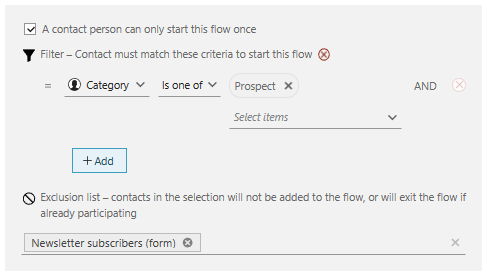 A contact person can only start this flow once
Filter – Contact must match these criteria to start this flow
= Category Is one of Prospect × AND
Select items
+ Add
Exclusion list – contacts in the selection will not be added to the flow, or will exit the flow if
already participating
Newsletter subscribers (form)